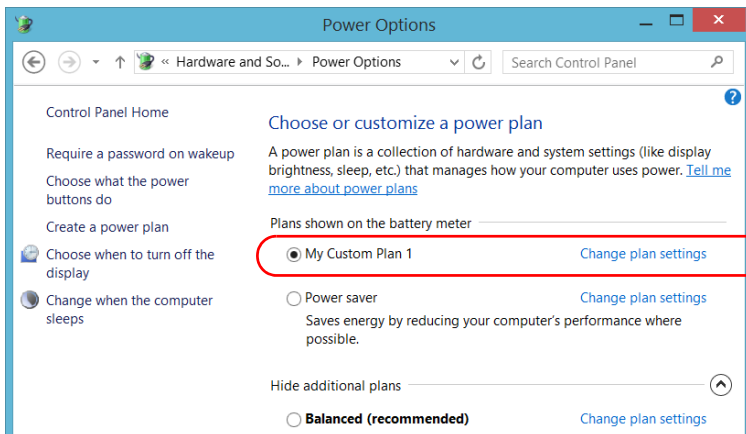 Power Options
« Hardware and So... Power Options
Search Control Panel
Control Panel Home
Require a password on wakeup
Choose what the power
buttons do
Create a power plan
Choose when to turn off the
display
Change when the computer
sleeps
Choose or customize a power plan
A power plan is a collection of hardware and system settings (like display
brightness, sleep, etc.) that manages how your computer uses power. Tell me
more about power plans
Plans shown on the battery meter
My Custom Plan 1 Change plan settings
Power saver Change plan settings
Saves energy by reducing your computer's performance where
possible.
Hide additional plans
Balanced (recommended) Change plan settings